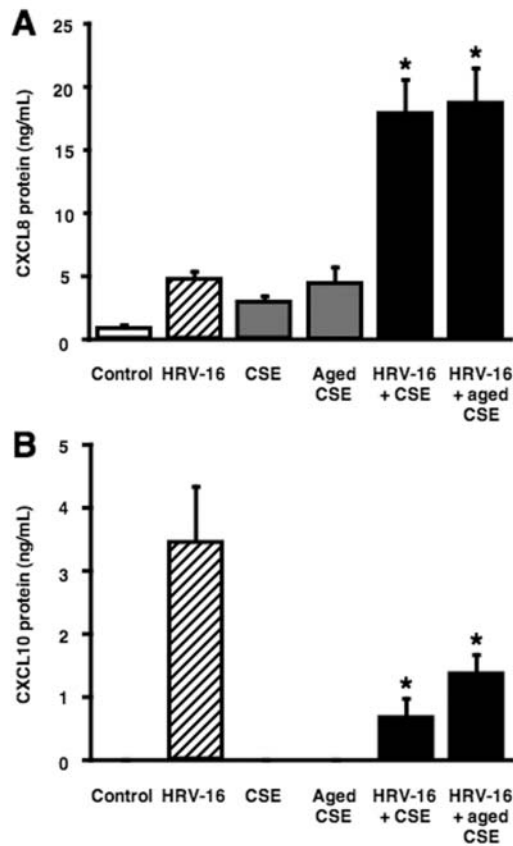 A
CXCL8 protein (ng/mL)
25
20
15
10
5
0
*
*
Control HRV-16 CSE Aged CSE HRV-16 + CSE HRV-16 + aged CSE
B
CXCL10 protein (ng/mL)
5
4
3
2
1
0
*
*
Control HRV-16 CSE Aged CSE HRV-16 + CSE HRV-16 + aged CSE